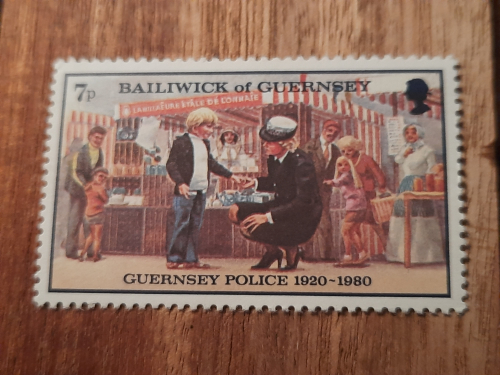 7p
BAILIWICK of GUERNSEY
GUERNSEY POLICE 1920~1980